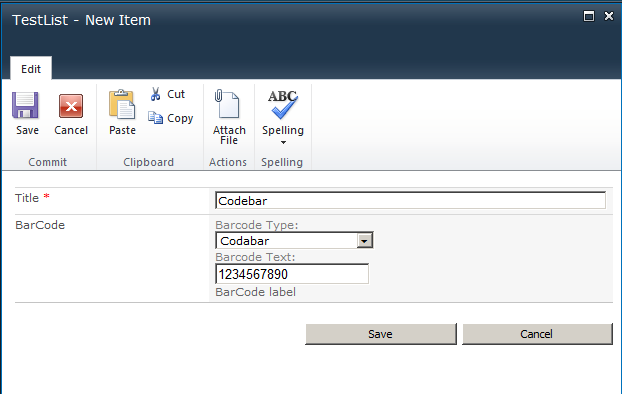 TestList - New Item
Edit
Save
Cancel
Paste
Cut
Copy
Attach
File
ABC
Spelling
Commit
Clipboard
Actions
Spelling
Title *
Codebar
BarCode
Barcode Type:
Codabar
Barcode Text:
1234567890
BarCode label
Save
Cancel